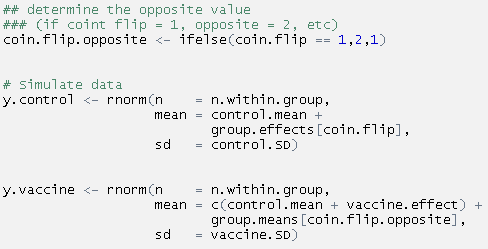 ## determine the opposite value
### (if coint flip = 1, opposite = 2, etc)
coin.flip.opposite <- ifelse(coin.flip == 1,2,1)
# Simulate data
y.control <- rnorm(n = n.within.group,
mean = control.mean +
group.effects[coin.flip],
sd = control.SD)
y.vaccine <- rnorm(n = n.within.group,
mean = c(control.mean + vaccine.effect) +
group.means[coin.flip.opposite],
sd = vaccine.SD)